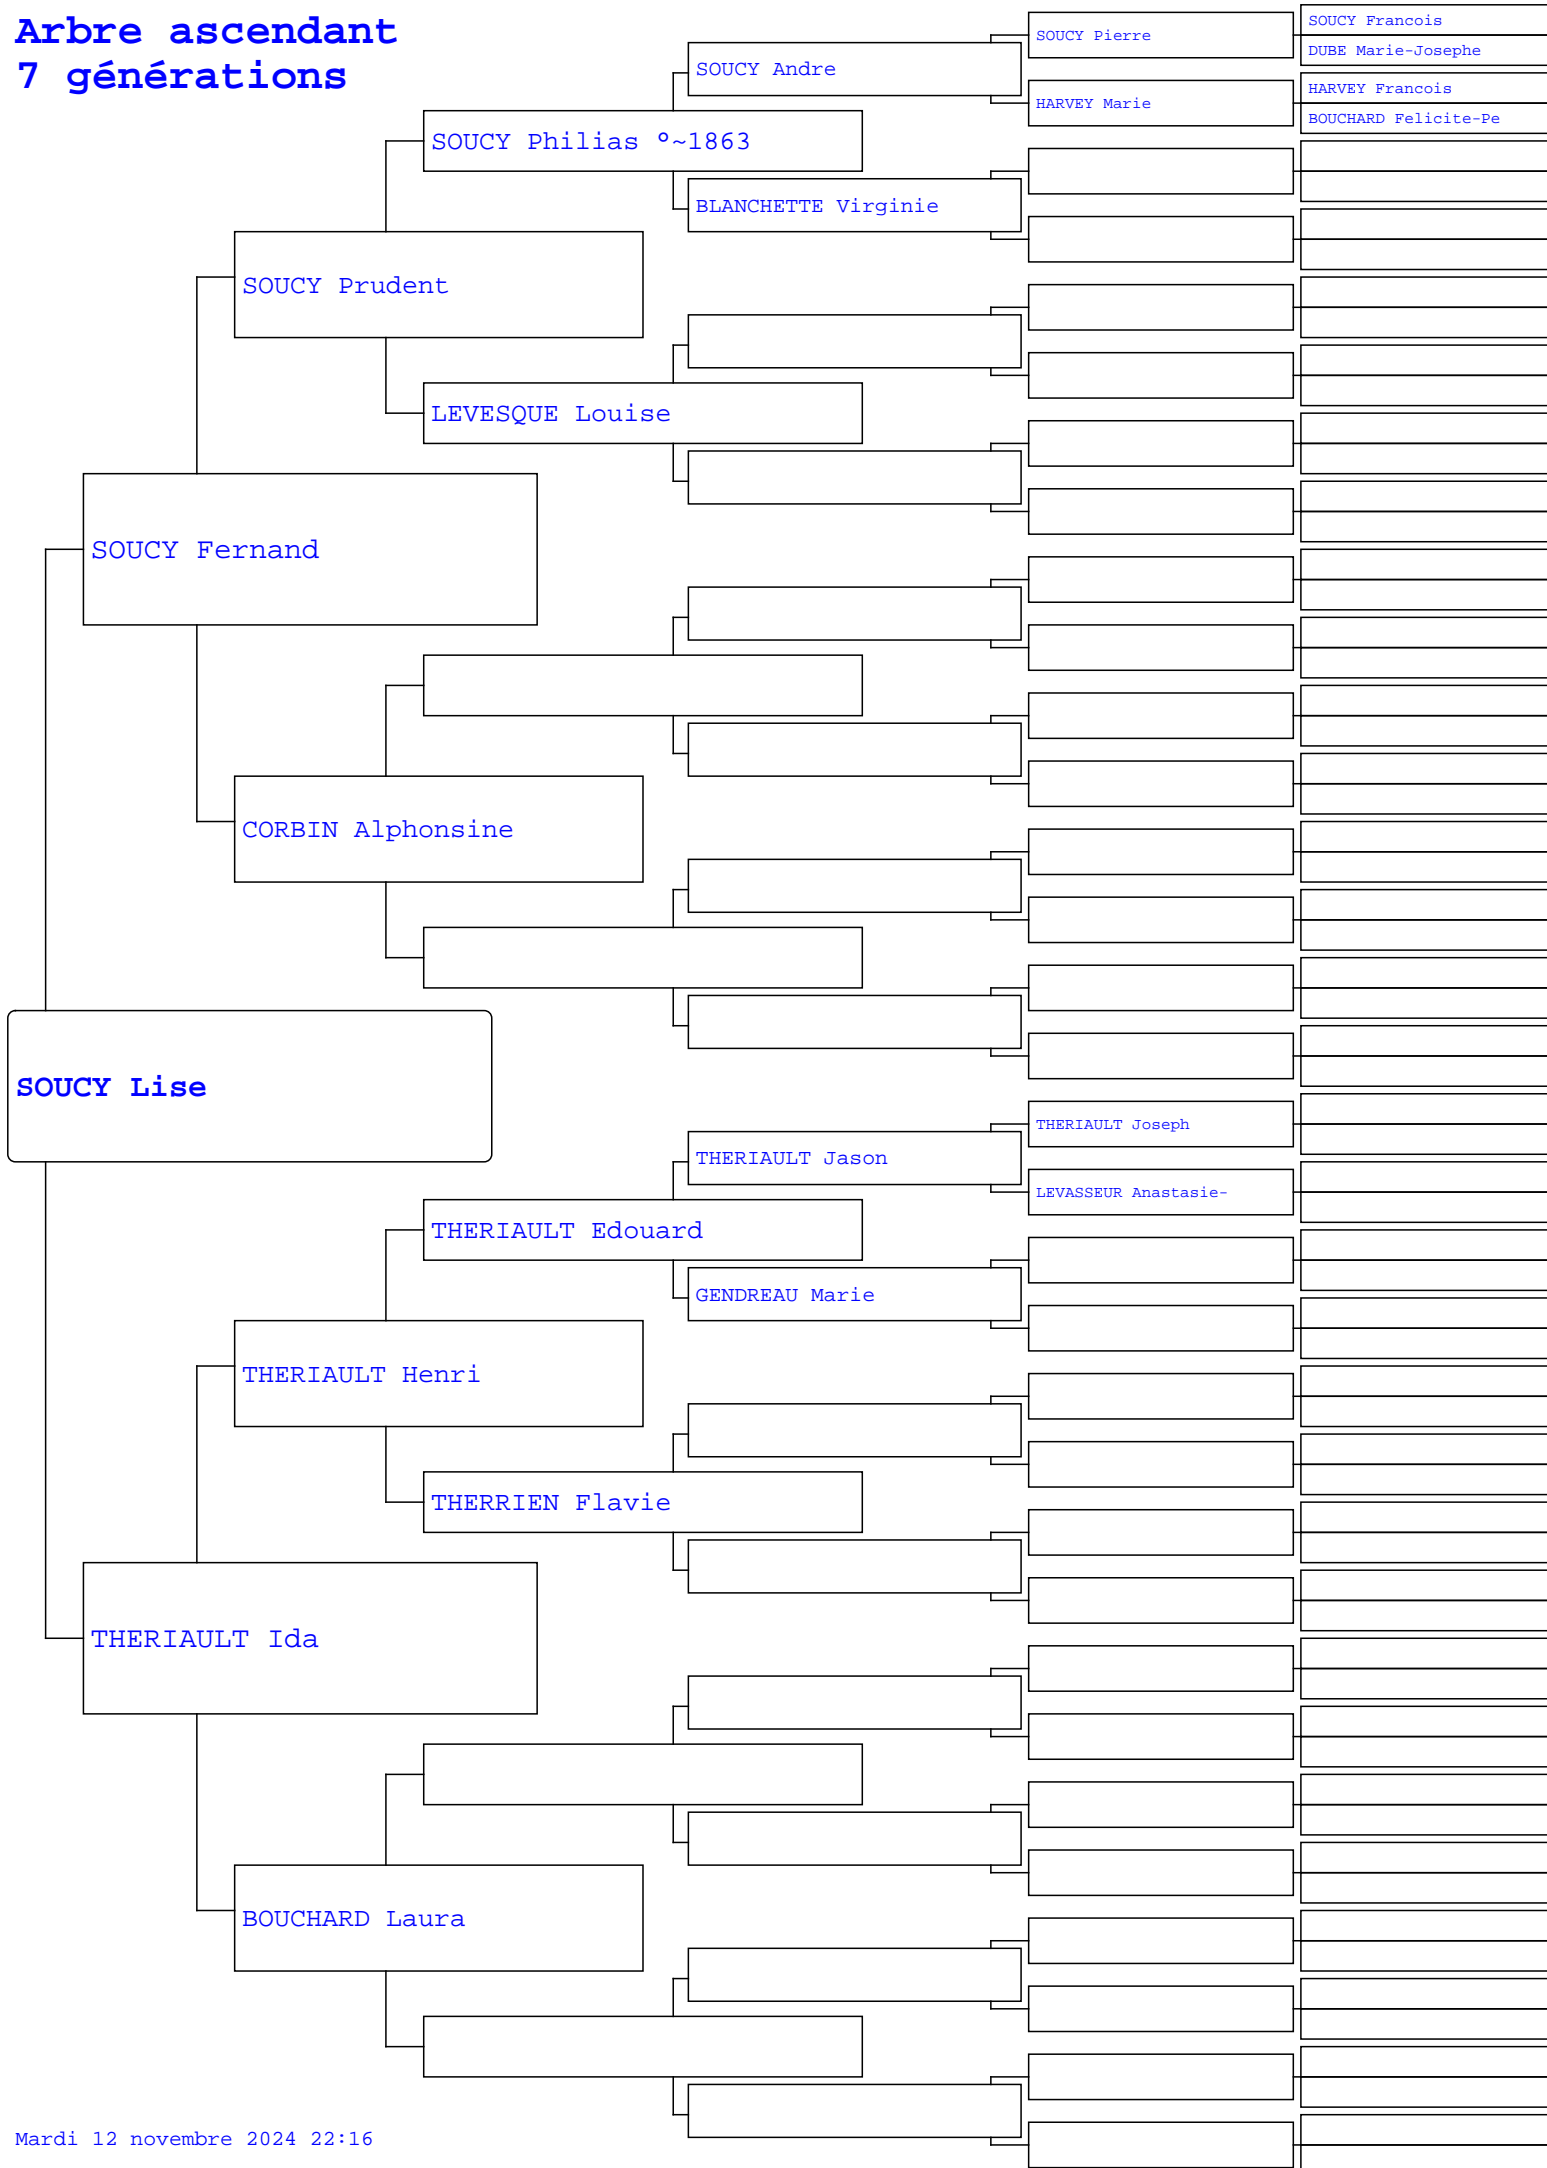 Arbre ascendant
7 générations
SOUCY Francois
DUBE Marie-Josephe
SOUCY Pierre
HARVEY Francois
BOUCHARD Felicite-Pe
HARVEY Marie
SOUCY Andre
SOUCY Philias °~1863
BLANCHETTE Virginie
SOUCY Prudent
LEVESQUE Louise
SOUCY Fernand
CORBIN Alphonsine
SOUCY Lise
THERIAULT Joseph
THERIAULT Jason
LEVASSEUR Anastasie-
THERIAULT Edouard
GENDREAU Marie
THERIAULT Henri
THERRIEN Flavie
THERIAULT Ida
BOUCHARD Laura
Mardi 12 novembre 2024 22:16